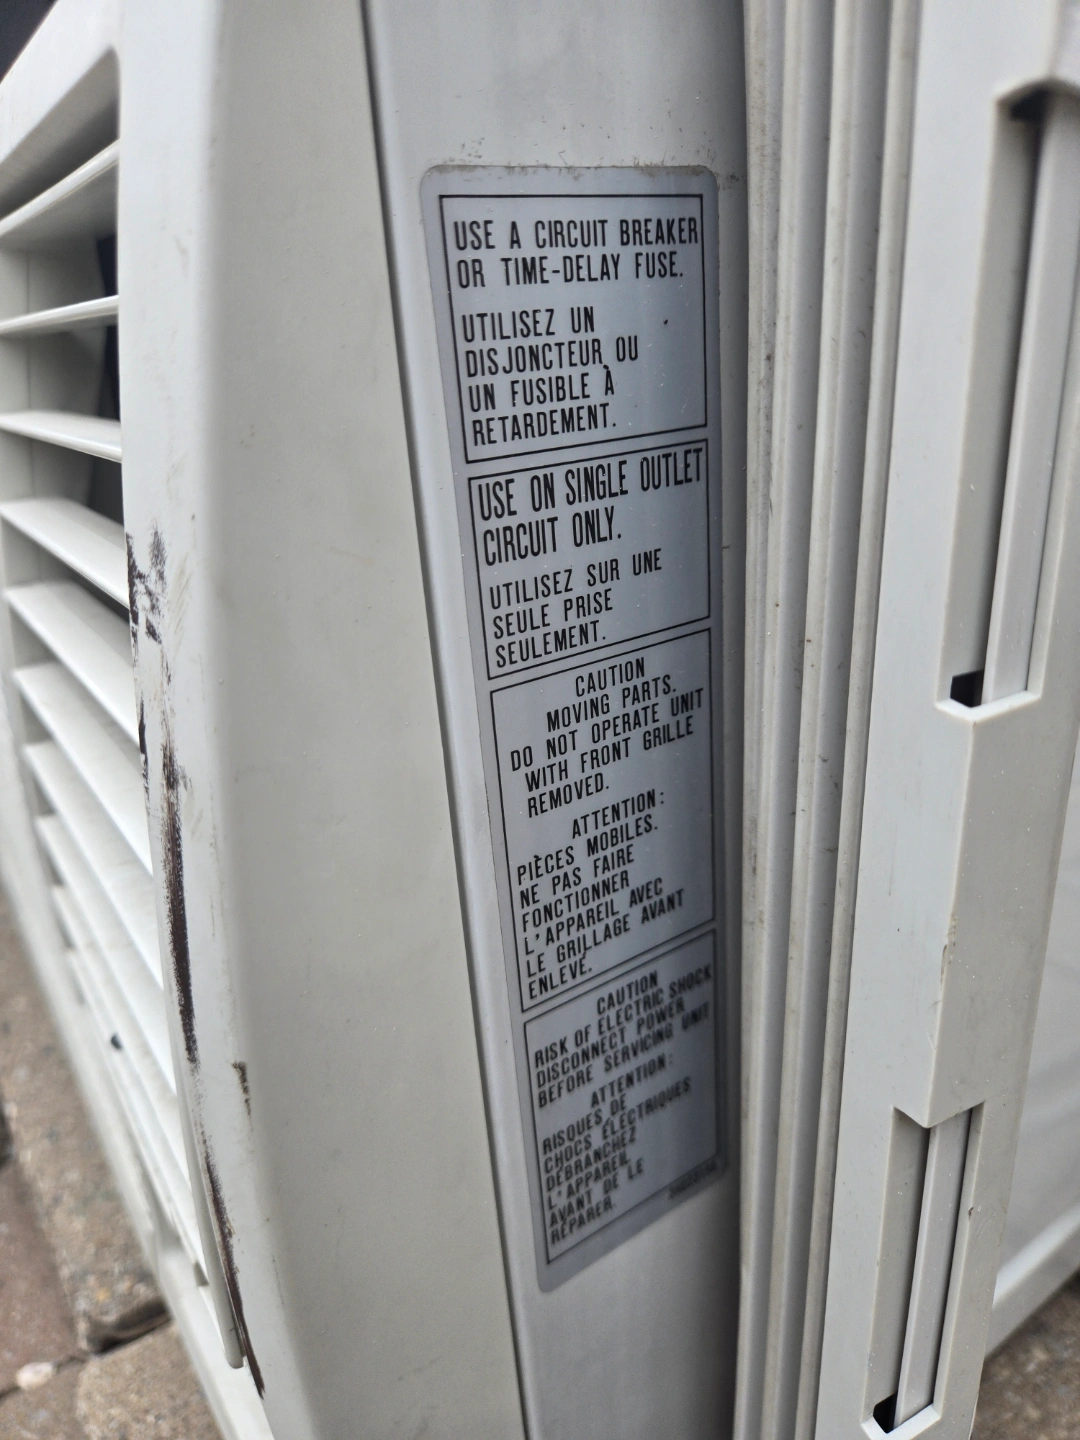 USE A CIRCUIT BREAKER
OR TIME-DELAY FUSE.
UTILISEZ UN
DISJONCTEUR OU
UN FUSIBLE À
RETARDEMENT.
USE ON SINGLE OUTLET
CIRCUIT ONLY.
UTILISEZ SUR UNE
SEULE PRISE
SEULEMENT.
CAUTION
MOVING PARTS.
DO NOT OPERATE UNIT
WITH FRONT GRILLE
REMOVED.
ATTENTION:
PIÈCES MOBILES.
NE PAS FAIRE
FONCTIONNER
L'APPAREIL AVEC
LE GRILLAGE AVANT
ENLEVÉ.
CAUTION
RISK OF ELECTRIC SHOCK
DISCONNECT POWER
BEFORE SERVICING UNIT
ATTENTION:
RISQUES DE
CHOCS ÉLECTRIQUES
DÉBRANCHEZ
L'APPAREIL
AVANT DE LE
RÉPARER.